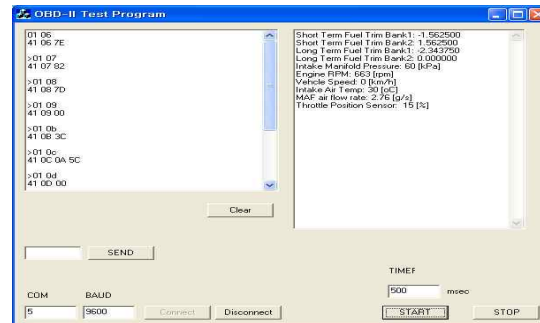 OBD-II Test Program
01 06
41 06 7E
>01 07
41 07 82
>01 08
41 08 7D
>01 09
41 09 00
>01 0b
41 0B 3C
>01 0c
41 0C 0A 5C
>01 0d
41 0D 00
Short Term Fuel Trim Bank1: -1.562500
Short Term Fuel Trim Bank2: 1.562500
Long Term Fuel Trim Bank1: -2.343750
Long Term Fuel Trim Bank2: 0.000000
Intake Manifold Pressure: 60 [kPa]
Engine RPM: 663 [rpm]
Vehcle Speed: 0 [km/h]
Intake Air Temp: 30 [oC]
MAF air flow rate: 2.76 [g/s]
Throttle Position Sensor: 15 [%]
Clear
SEND
TIMER
500 msec
COM BAUD
5 9600 Connect Disconnect START STOP